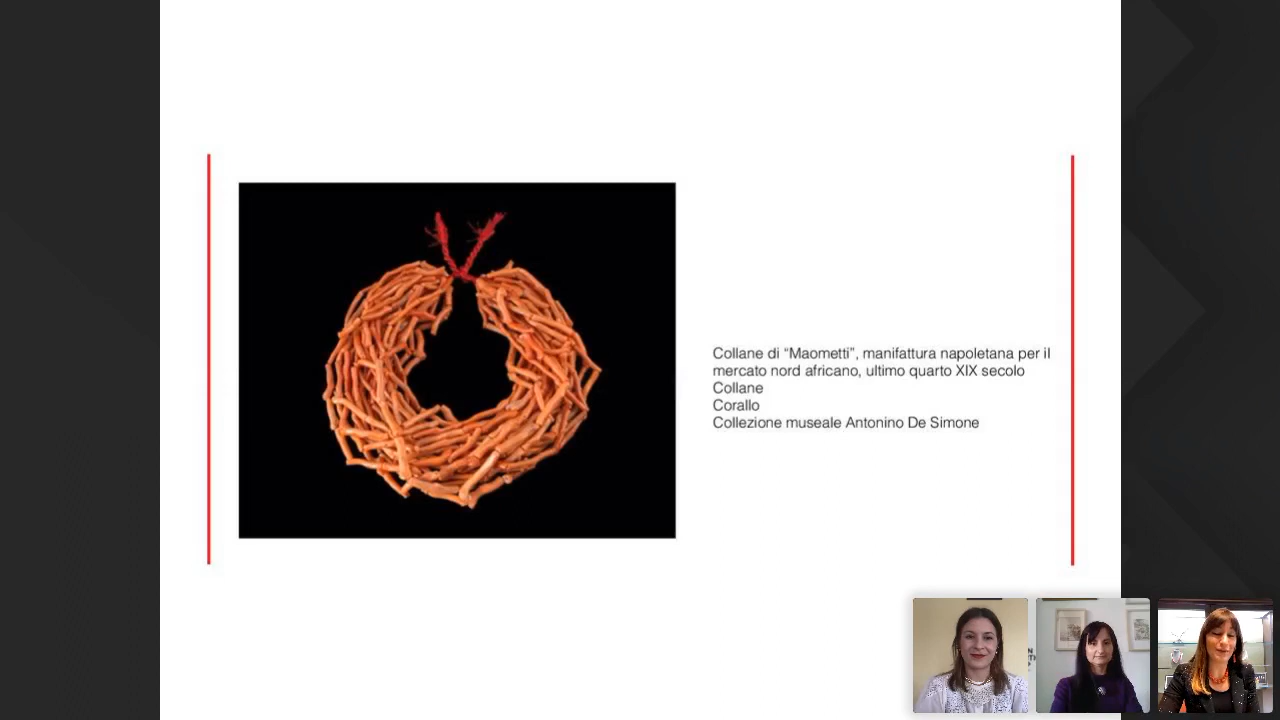 Collane di “Maometti”, manifattura napoletana per il
mercato nord africano, ultimo quarto XIX secolo
Collane
Corallo
Collezione museale Antonino De Simone